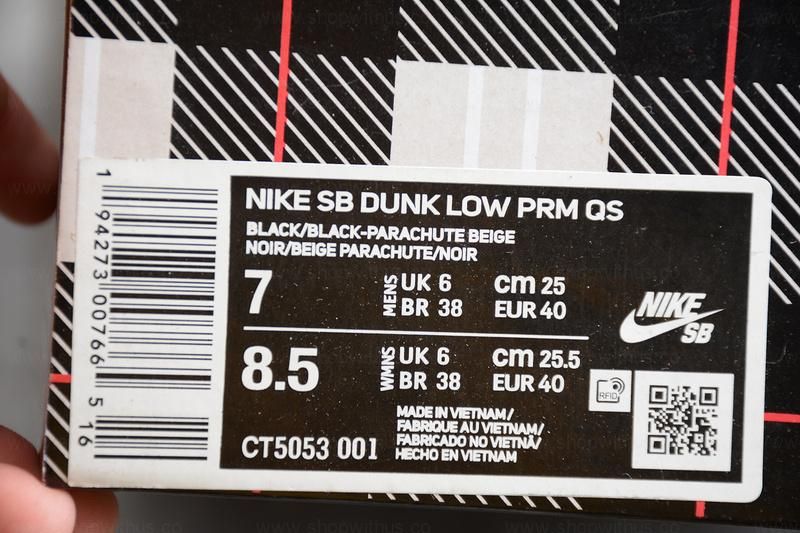 NIKE SB DUNK LOW PRM QS
BLACK/BLACK-PARACHUTE BEIGE
NOIR/BEIGE PARACHUTE/NOIR
7 MENS UK 6 cm 25
BR 38 EUR 40
8.5 WMNS UK 6 cm 25.5
BR 38 EUR 40
NIKE
SB
RFID
CT5053 001
MADE IN VIETNAM/
FABRIQUE AU VIETNAM/
FABRICADO NO VIETNÃ/
HECHO EN VIETNAM
1 94273 00766 5 16
www.shopwithus.co